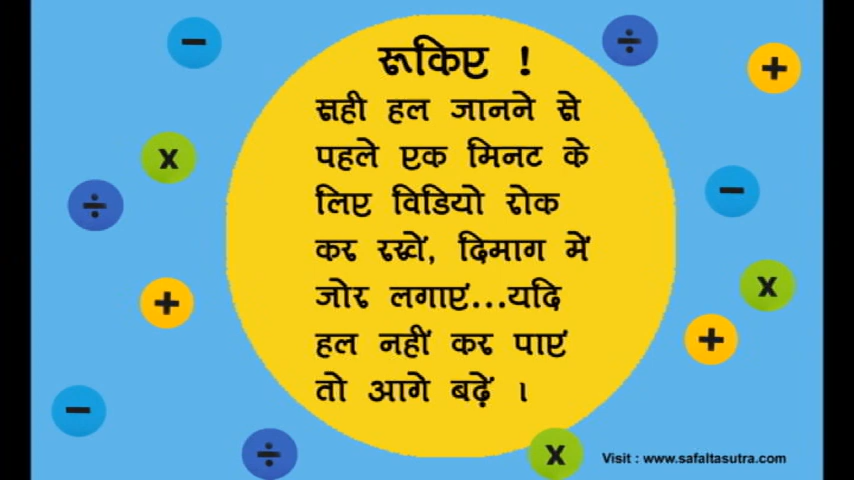 रूकिए !
सही हल जानने से
पहले एक मिनट के
लिए विडियो रोक
कर रखें, दिमाग में
जोर लगाएं...यदि
हल नहीं कर पाएं
तो आगे बढ़ें ।
Visit : www.safaltasutra.com